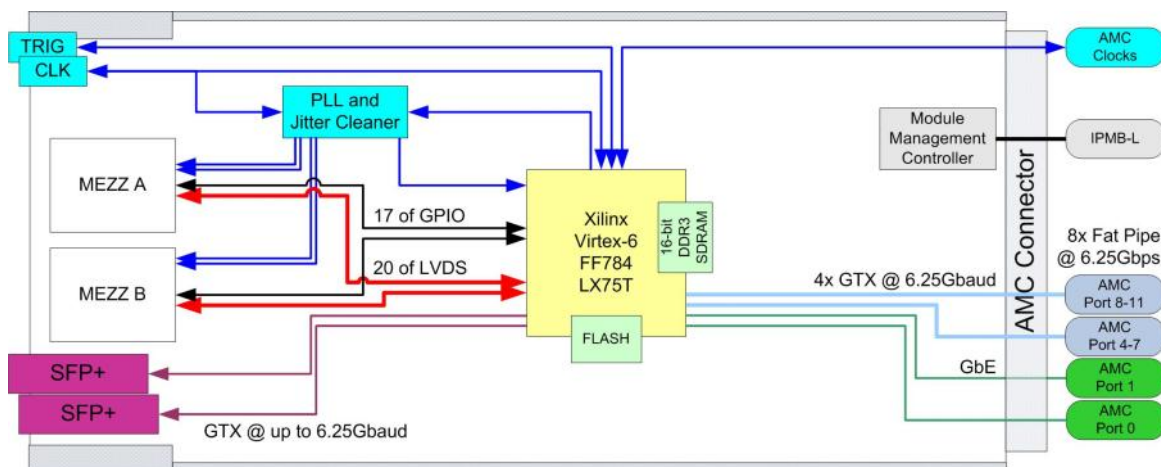 TRIG
CLK
PLL and
Jitter Cleaner
AMC
Clocks
Module
Management
Controller
IPMB-L
MEZZ A
17 of GPIO
20 of LVDS
MEZZ B
Xilinx
Virtex-6
FF784
LX75T
16-bit
DDR3
SDRAM
FLASH
4x GTX @ 6.25Gbaud
AMC Connector
8x Fat Pipe
@ 6.25Gbps
AMC
Port 8-11
AMC
Port 4-7
GbE
AMC
Port 1
AMC
Port 0
SFP+
SFP+
GTX @ up to 6.25Gbaud